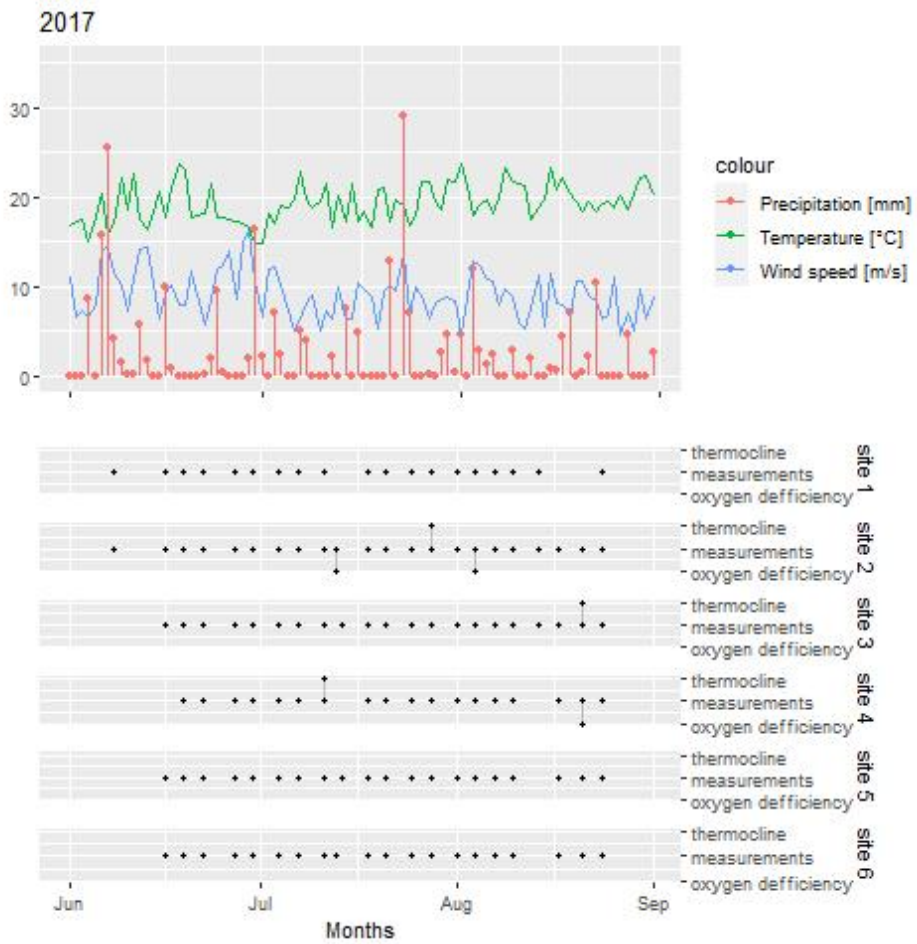 2017
30
20
10
0
colour
Precipitation [mm]
Temperature [°C]
Wind speed [m/s]
thermocline
measurements
oxygen defficiency
site 1
thermocline
measurements
oxygen defficiency
site 2
thermocline
measurements
oxygen defficiency
site 3
thermocline
measurements
oxygen defficiency
site 4
thermocline
measurements
oxygen defficiency
site 5
thermocline
measurements
oxygen defficiency
site 6
Jun Jul Aug Sep
Months